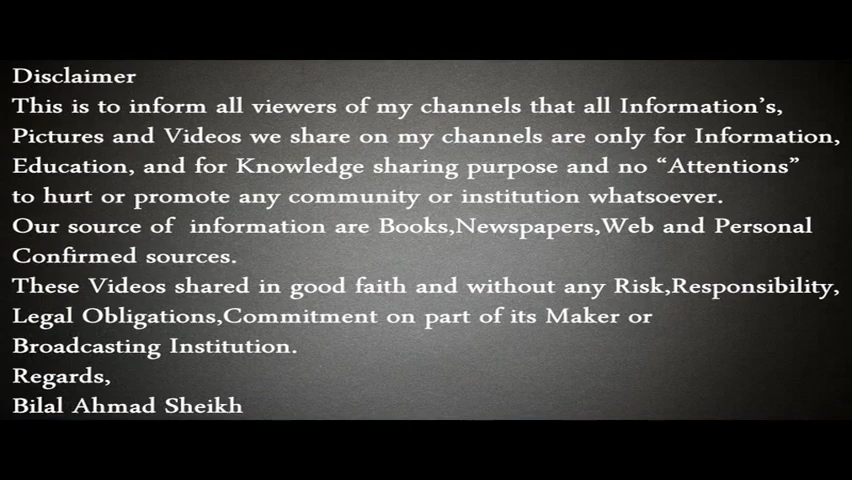 Disclaimer
This is to inform all viewers of my channels that all Information's,
Pictures and Videos we share on my channels are only for Information,
Education, and for Knowledge sharing purpose and no “Attentions”
to hurt or promote any community or institution whatsoever.
Our source of information are Books,Newspapers,Web and Personal
Confirmed sources.
These Videos shared in good faith and without any Risk,Responsibility,
Legal Obligations,Commitment on part of its Maker or
Broadcasting Institution.
Regards,
Bilal Ahmad Sheikh